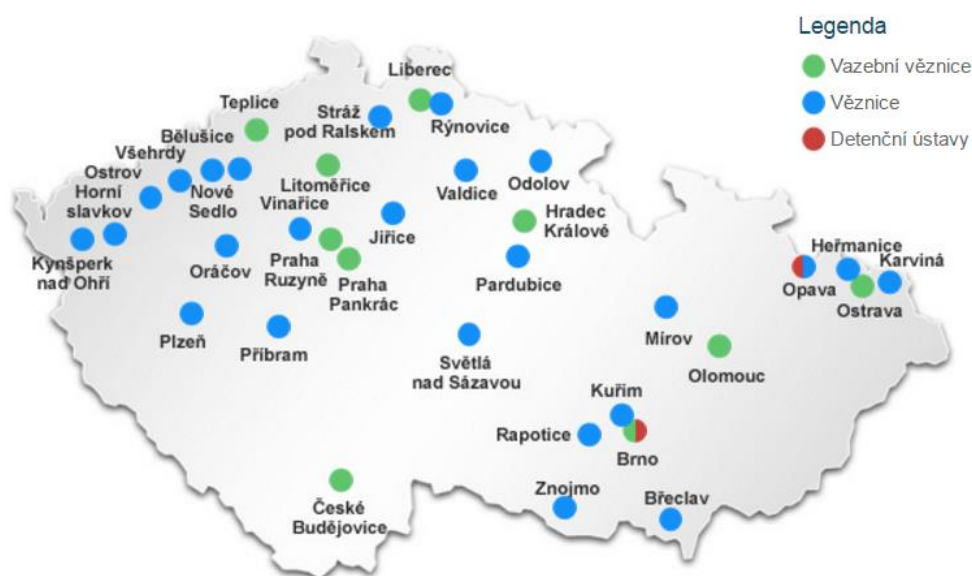 Legenda
Vazební věznice
Věznice
Detenční ústavy
Liberec
Teplice
Stráž
pod Ralskem
Rýnovice
Bělušice
Všehrdy
Ostrov
Horní
slavkov
Nové
Sedlo
Litoměřice
Vinařice
Valdice
Odolov
Hradec
Králové
Jiřice
Kynšperk
nad Ohří
Oráčov
Praha
Ruzyně
Praha
Pankrác
Pardubice
Heřmanice
Karviná
Opava
Ostrava
Plzeň
Příbram
Světlá
nad Sázavou
Mírov
Olomouc
Kuřim
Rapotice
Brno
Znojmo
Břeclav
České
Budějovice